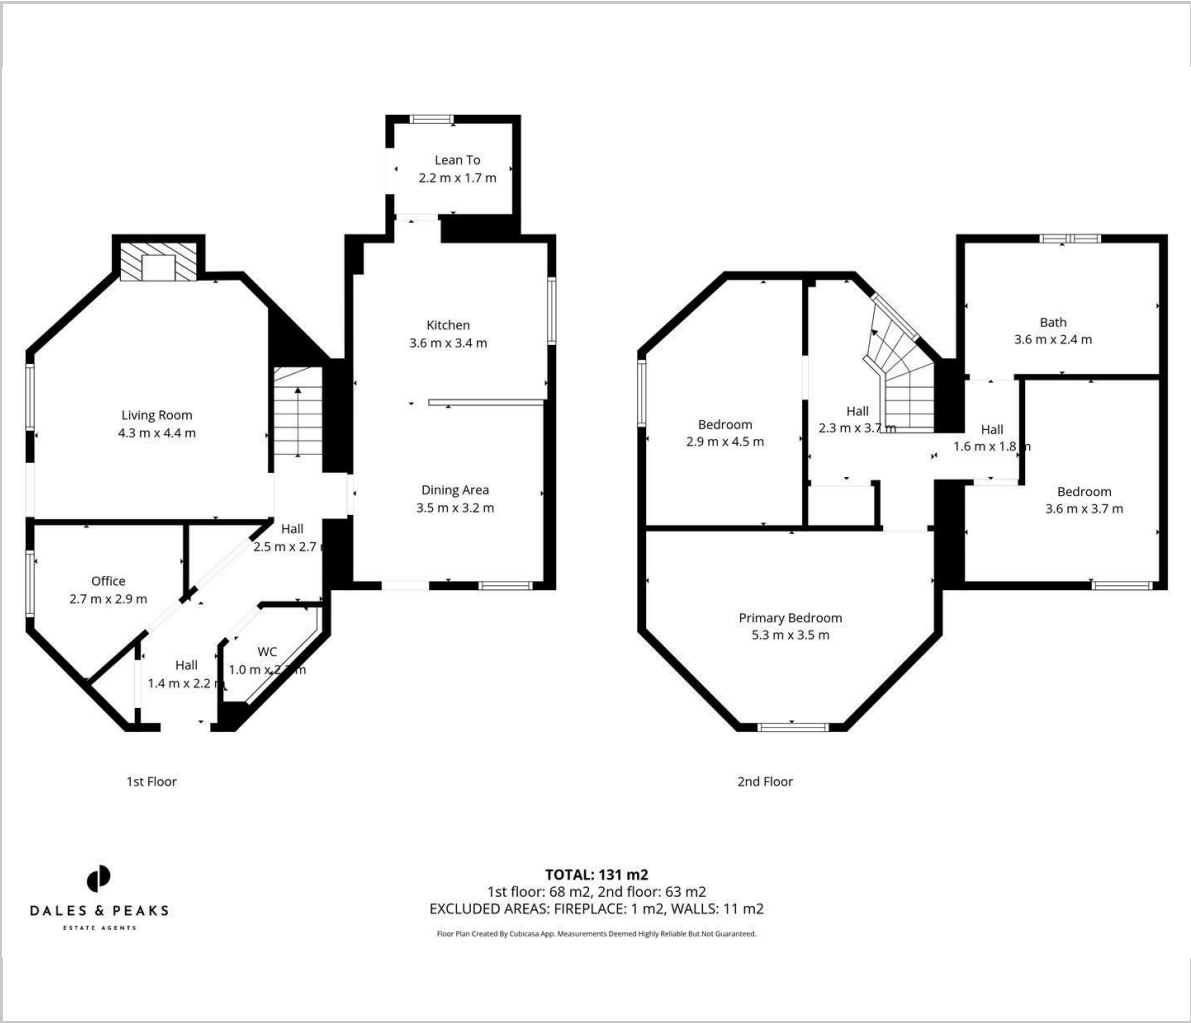 Lean To
2.2 m x 1.7 m
Kitchen
3.6 m x 3.4 m
Living Room
4.3 m x 4.4 m
Dining Area
3.5 m x 3.2 m
Hall
2.5 m x 2.7
Office
2.7 m x 2.9 m
WC
1.0 m x 2. m
Hall
1.4 m x 2.2
1st Floor
Bath
3.6 m x 2.4 m
Bedroom
2.9 m x 4.5 m
Hall
2.3 m x 3.7 m
Hall
1.6 m x 1.8
Bedroom
3.6 m x 3.7 m
Primary Bedroom
5.3 m x 3.5 m
2nd Floor
DALES & PEAKS
ESTATE AGENTS
TOTAL: 131 m2
1st floor: 68 m2, 2nd floor: 63 m2
EXCLUDED AREAS: FIREPLACE: 1 m2, WALLS: 11 m2
Floor Plan Created By Cubicasa App. Measurements Deemed Highly Reliable But Not Guaranteed.